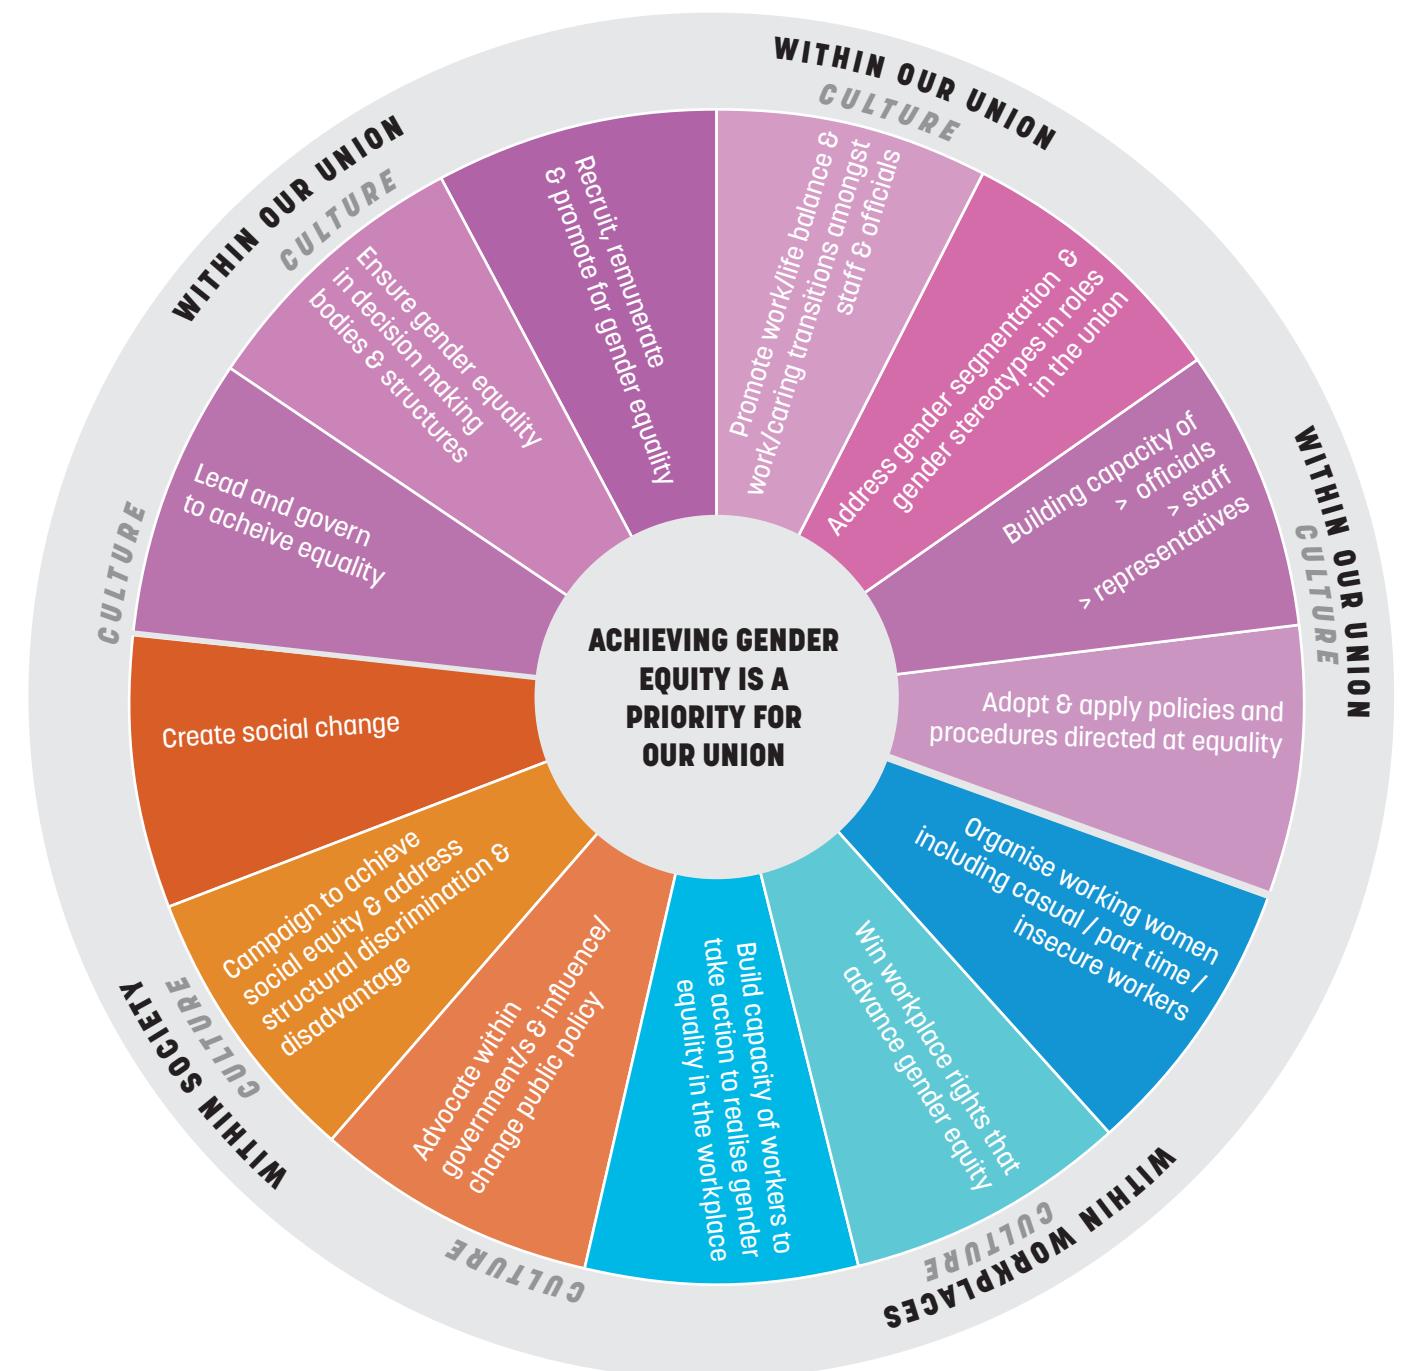 ACHIEVING GENDER
EQUITY IS A
PRIORITY FOR
OUR UNION
WITHIN OUR UNION
CULTURE
Promote work/life balance &
work/caring transitions amongst
staff & officials
Address gender segmentation &
gender stereotypes in roles
in the union
WITHIN OUR UNION
CULTURE
Building capacity of
> officials
> staff
> representatives
Adopt & apply policies and
procedures directed at equality
Organise working women
including casual / part time /
insecure workers
WITHIN WORKPLACES
CULTURE
Win workplace rights that
advance gender equity
Build capacity of workers to
take action to realise gender
equality in the workplace
CULTURE
Advocate within
government/s & influence/
change public policy
WITHIN SOCIETY
CULTURE
Campaign to achieve
social equity & address
structural discrimination &
disadvantage
Create social change
CULTURE
Lead and govern
to acheive equality
WITHIN OUR UNION
CULTURE
Ensure gender equality
in decision making
bodies & structures
Recruit, remunerate
& promote for gender equality